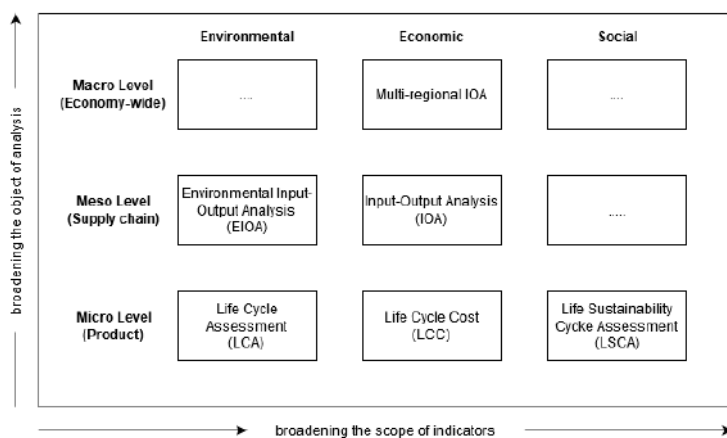 Environmental
Economic
Social
Macro Level
(Economy-wide)
....
Multi-regional IOA
....
Meso Level
(Supply chain)
Environmental Input-
Output Analysis
(EIOA)
Input-Output Analysis
(IOA)
.....
Micro Level
(Product)
Life Cycle
Assessment
(LCA)
Life Cycle Cost
(LCC)
Life Sustainability
Cycke Assessment
(LSCA)
broadening the object of analysis
broadening the scope of indicators